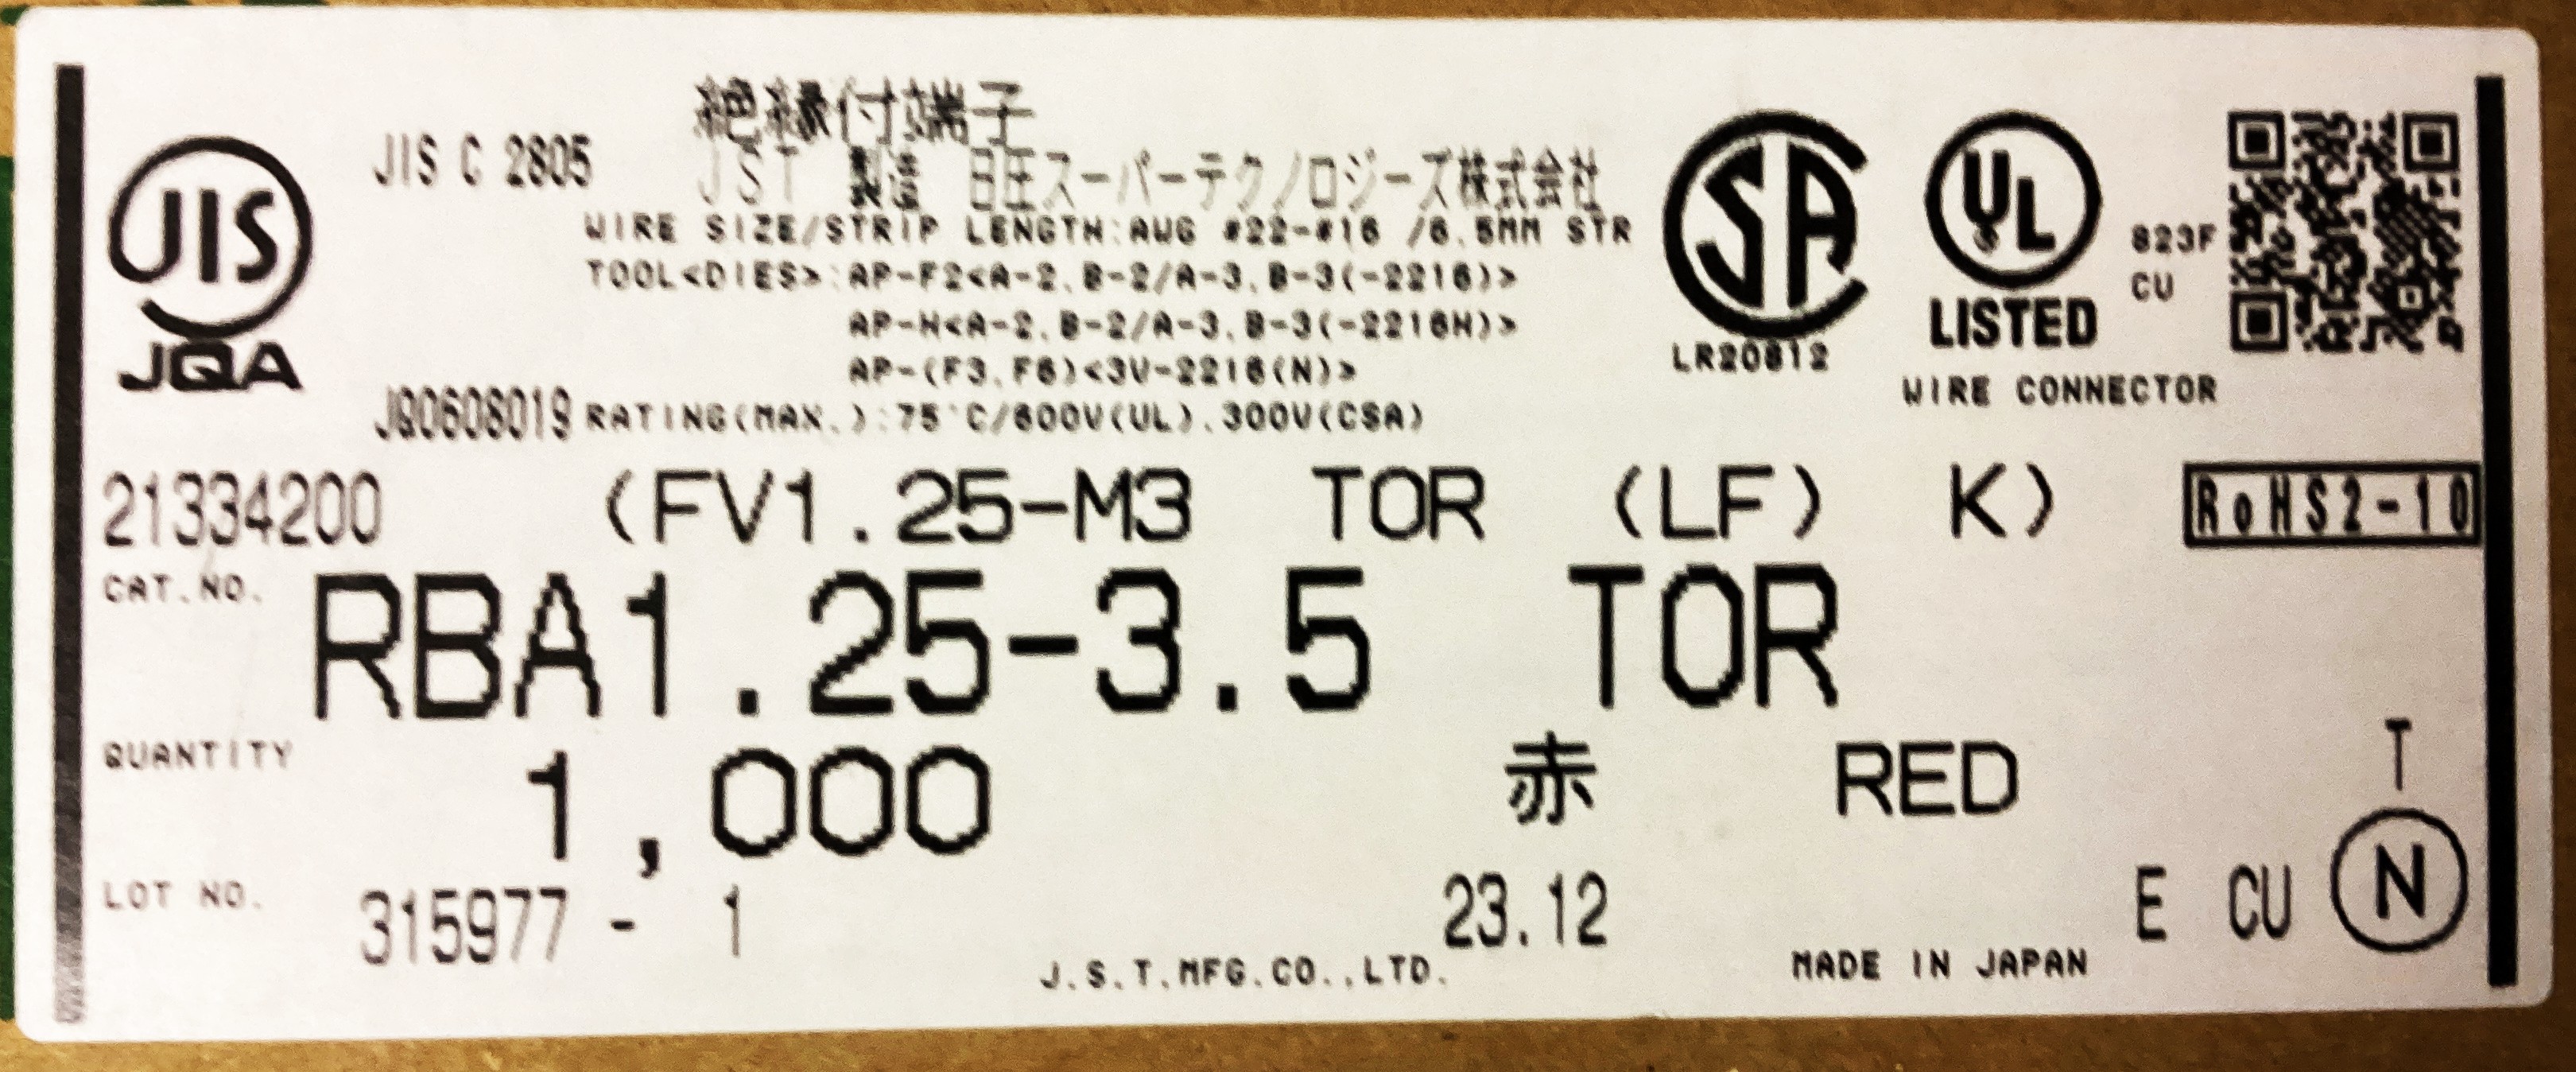 絶縁付端子
JIS C 2805
JST 製造 日圧スーパーテクノロジーズ株式会社
WIRE SIZE/STRIP LENGTH:AWG #22-#16 /6.5MM STR
TOOL<DIES>:AP-F2<A-2.B-2/A-3.B-3(-2216)>
AP-H<A-2.B-2/A-3.B-3(-2216H)>
AP-(F3.F6)<3V-2216(N)>
JQ0608019 RATING(MAX.):75°C/600V(UL).300V(CSA)
JIS
JQA
SA
LR20812
UL
LISTED
823F
CU
WIRE CONNECTOR
21334200 (FV1.25-M3 TOR (LF) K) RoHS2-10
CAT.NO. RBA1.25-3.5 TOR
QUANTITY 1,000 赤 RED T
LOT NO. 315977 - 1 23.12 E CU N
J.S.T.MFG.CO.,LTD. MADE IN JAPAN